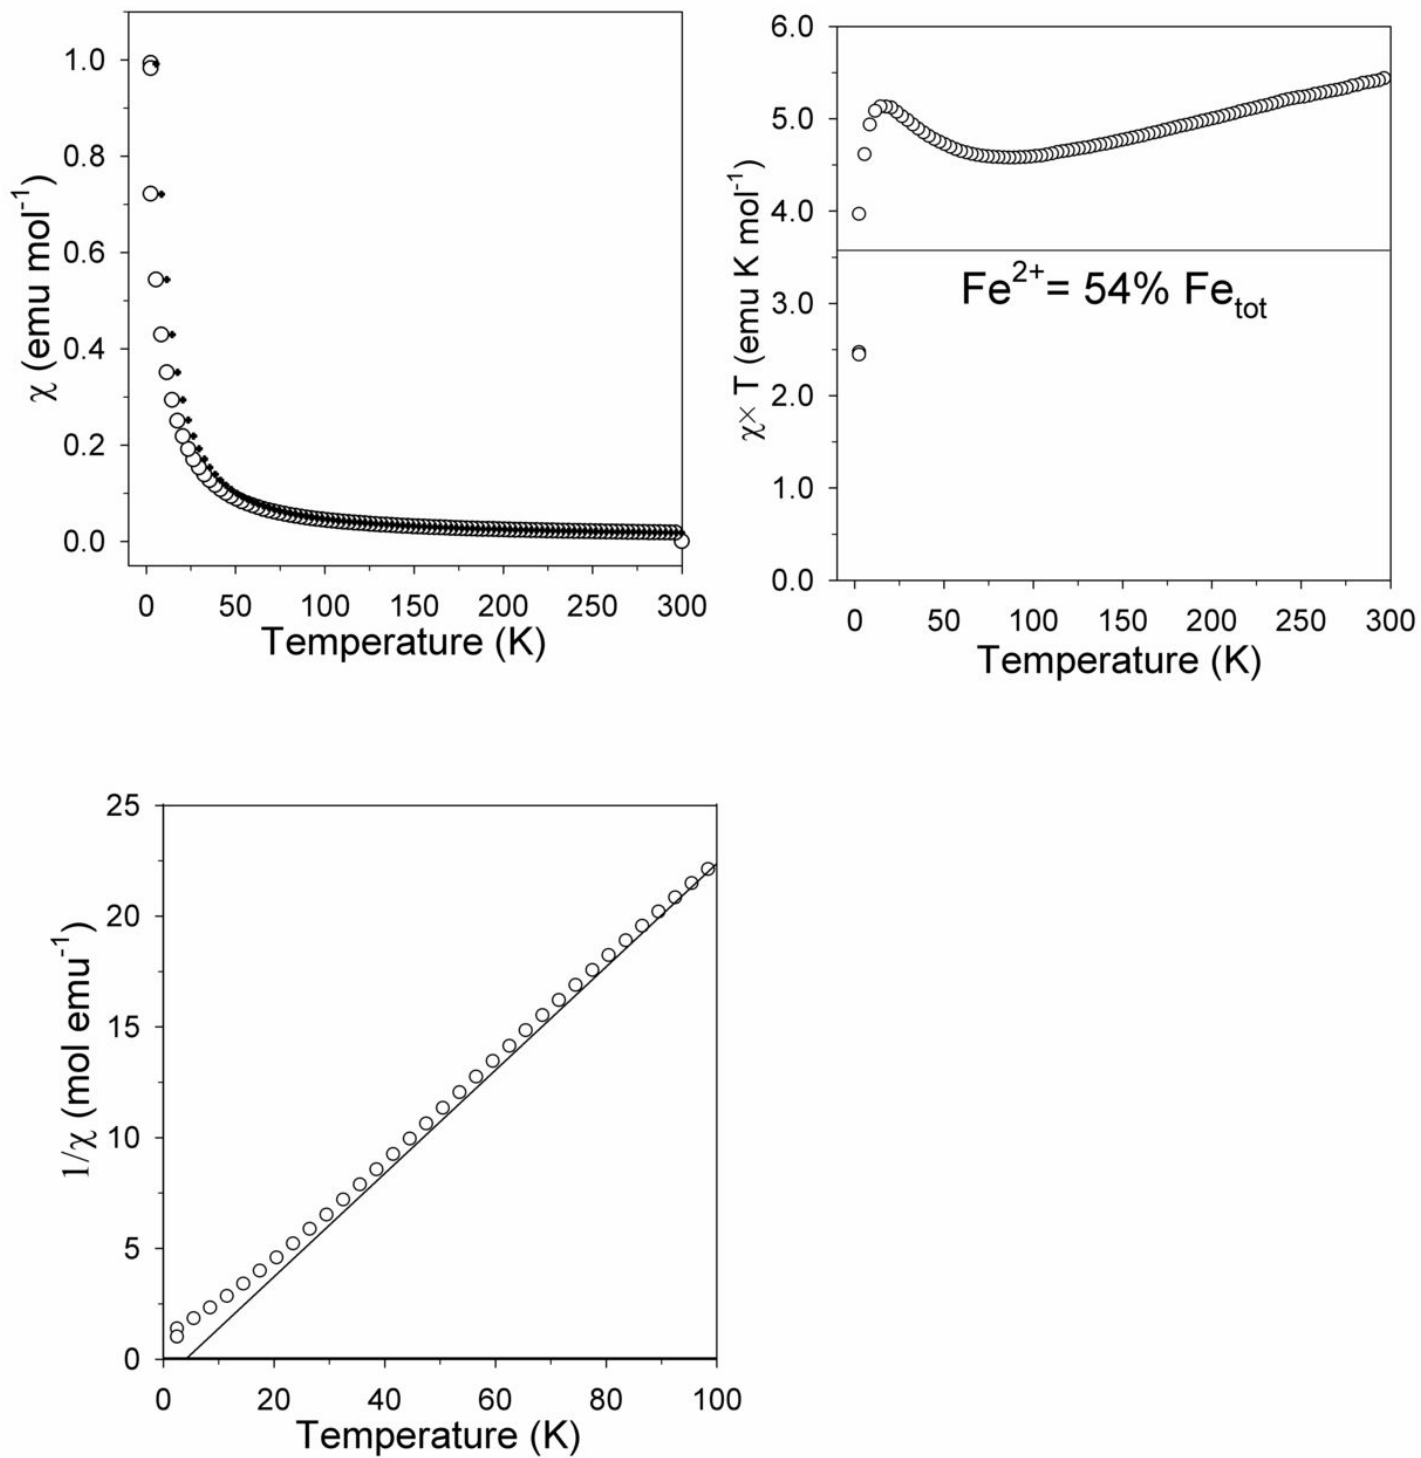 χ (emu mol⁻¹)
1.0
0.8
0.6
0.4
0.2
0.0
0 50 100 150 200 250 300
Temperature (K)
χ× T (emu K mol⁻¹)
6.0
5.0
4.0
3.0
2.0
1.0
0.0
Fe²⁺= 54% Feₜₒₜ
0 50 100 150 200 250 300
Temperature (K)
1/χ (mol emu⁻¹)
25
20
15
10
5
0
0 20 40 60 80 100
Temperature (K)